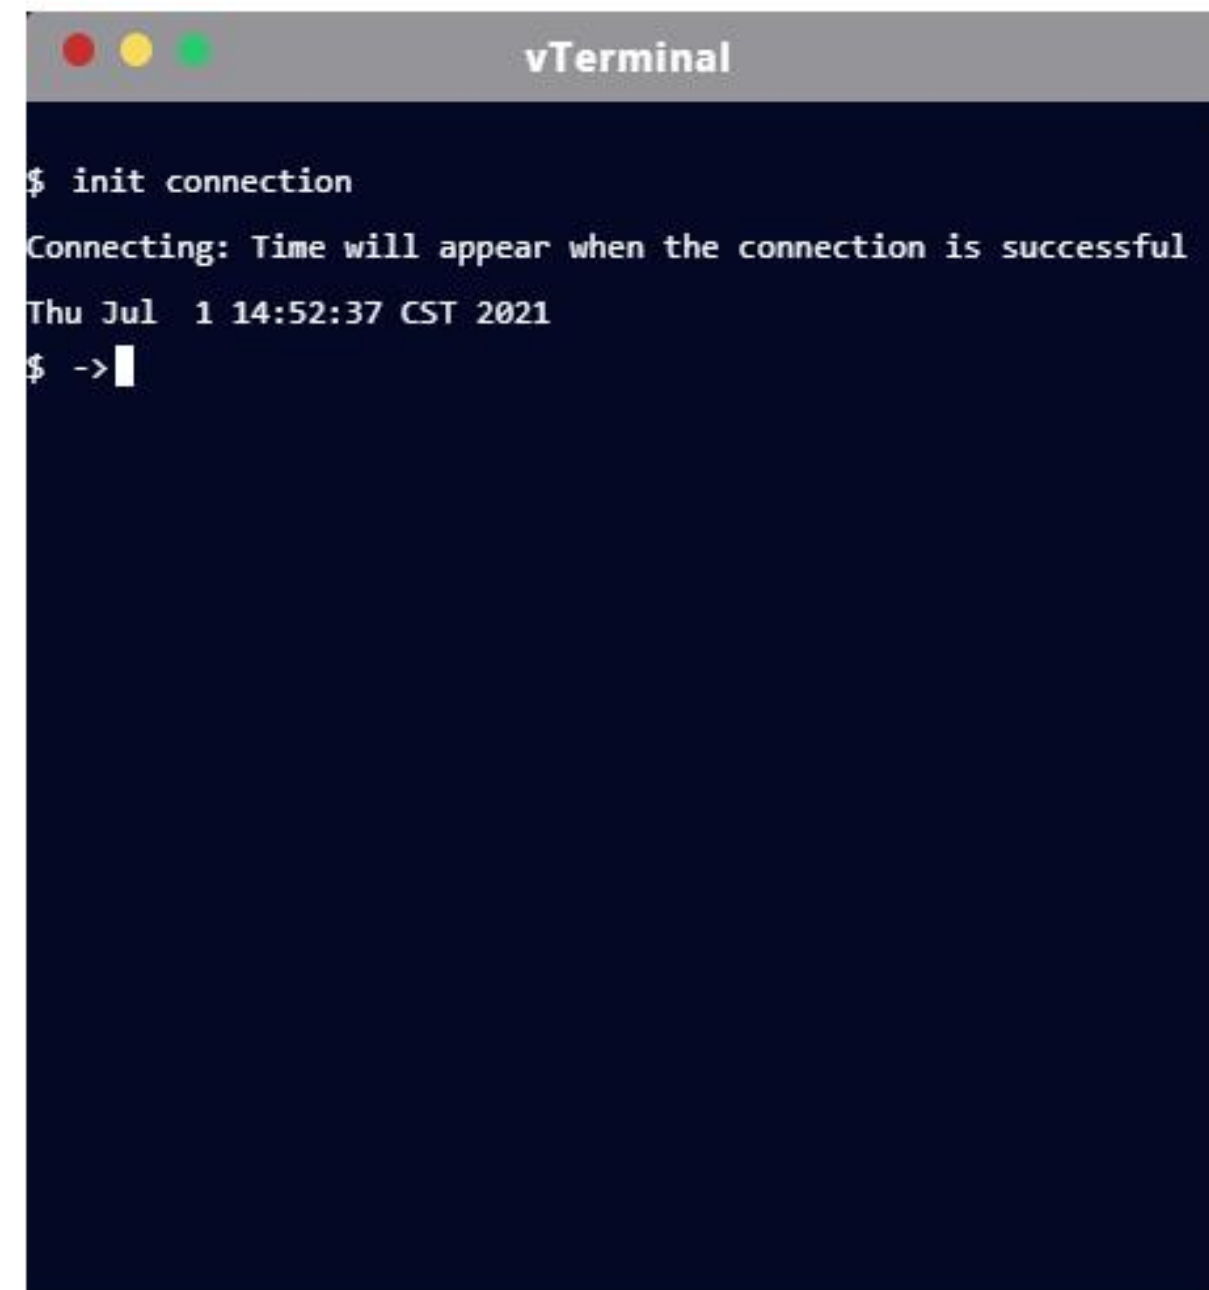 vTerminal
$ init connection
Connecting: Time will appear when the connection is successful
Thu Jul  1 14:52:37 CST 2021
$ ->